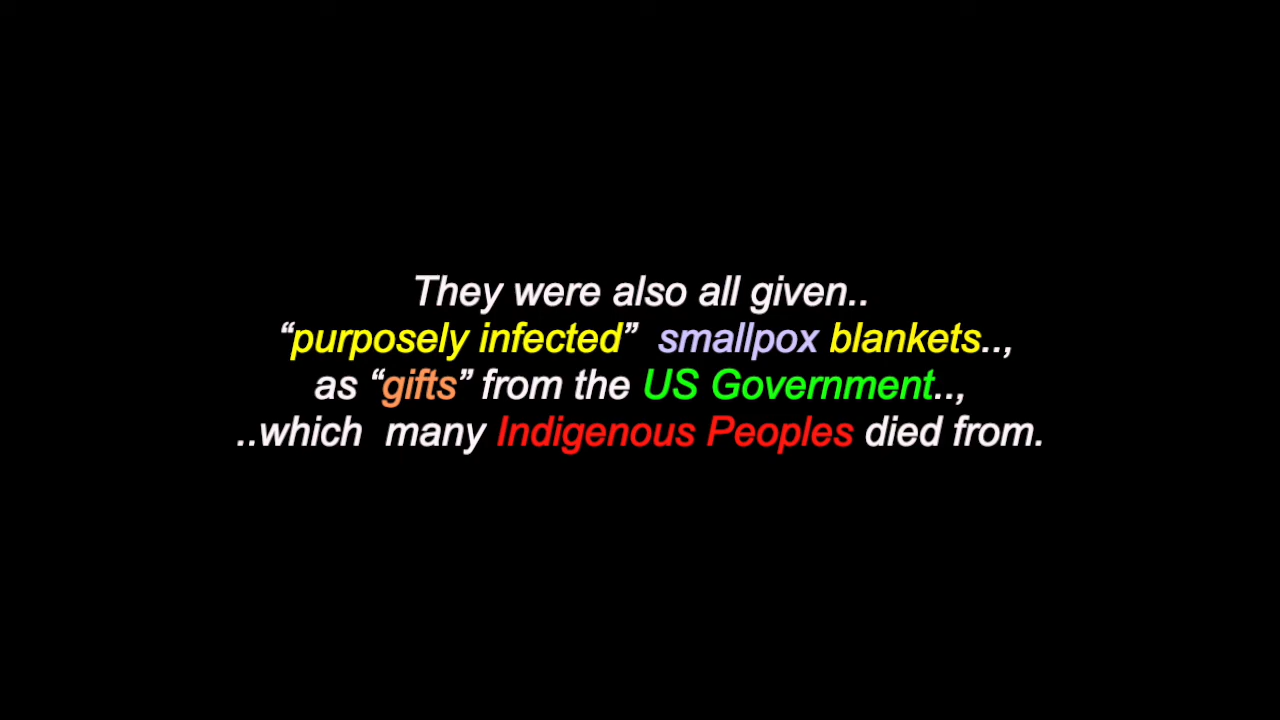 They were also all given..
“purposely infected”  smallpox blankets..,
as “gifts” from the US Government..,
..which  many Indigenous Peoples died from.